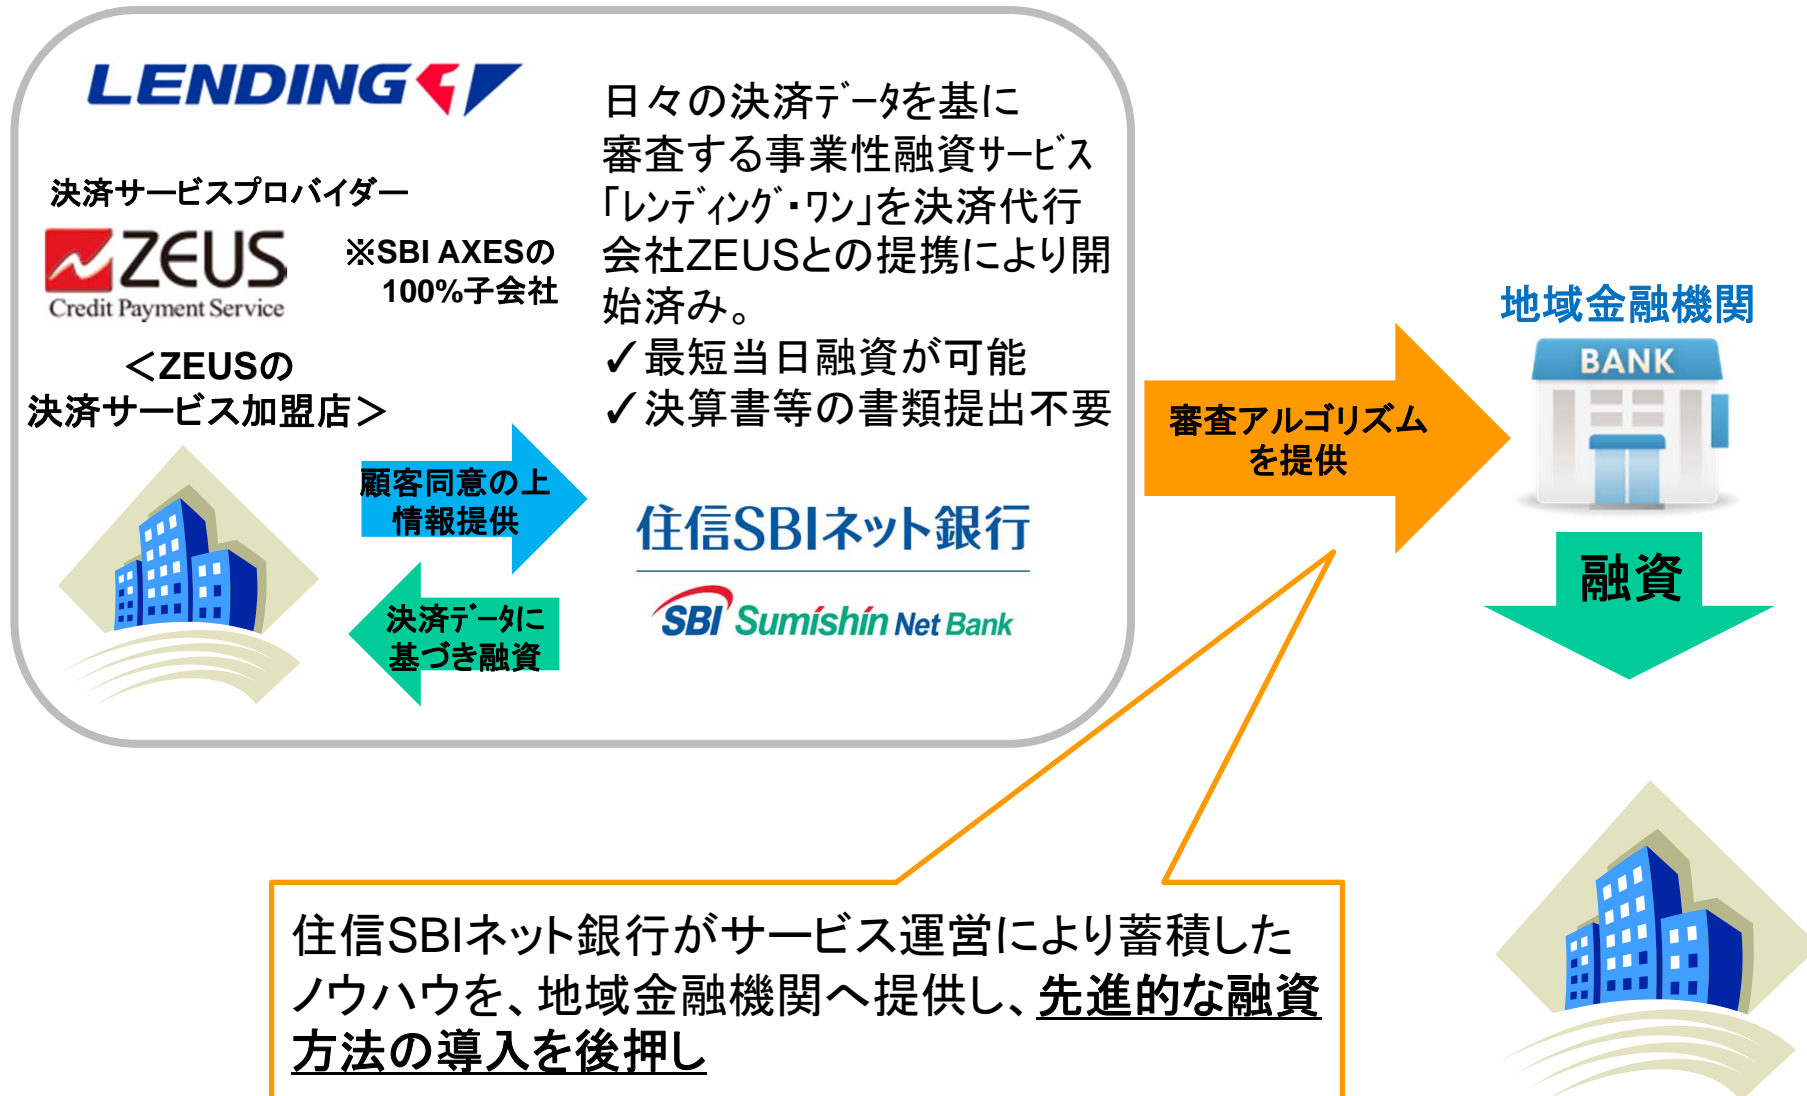 LENDING
決済サービスプロバイダー
ZEUS
Credit Payment Service
※SBI AXESの
100%子会社
＜ZEUSの
決済サービス加盟店＞
日々の決済ﾃﾞｰﾀを基に
審査する事業性融資ｻｰﾋﾞｽ
｢ﾚﾝﾃﾞｨﾝｸﾞ･ﾜﾝ｣を決済代行
会社ZEUSとの提携により開
始済み。
✓最短当日融資が可能
✓決算書等の書類提出不要
顧客同意の上
情報提供
決済ﾃﾞｰﾀに
基づき融資
住信SBIネット銀行
SBI Sumishin Net Bank
審査アルゴリズム
を提供
地域金融機関
BANK
融資
住信SBIネット銀行がサービス運営により蓄積した
ノウハウを、地域金融機関へ提供し、先進的な融資
方法の導入を後押し